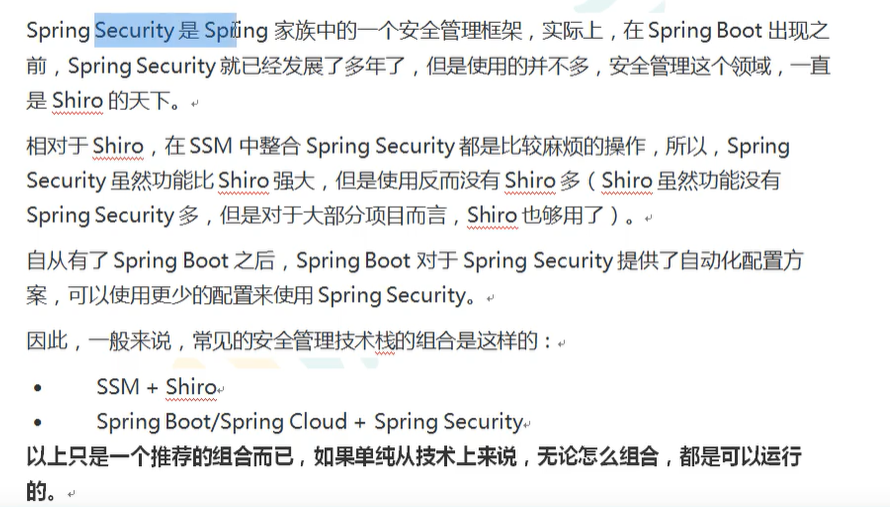 Spring Security 是 Spring 家族中的一个安全管理框架，实际上，在 Spring Boot 出现之
前，Spring Security 就已经发展了多年了，但是使用的并不多，安全管理这个领域，一直
是 Shiro 的天下。
相对于 Shiro，在 SSM 中整合 Spring Security 都是比较麻烦的操作，所以，Spring
Security 虽然功能比 Shiro 强大，但是使用反而没有 Shiro 多（Shiro 虽然功能没有
Spring Security 多，但是对于大部分项目而言，Shiro 也够用了）。
自从有了 Spring Boot 之后，Spring Boot 对于 Spring Security 提供了自动化配置方
案，可以使用更少的配置来使用 Spring Security。
因此，一般来说，常见的安全管理技术栈的组合是这样的：
• SSM + Shiro
• Spring Boot/Spring Cloud + Spring Security
以上只是一个推荐的组合而已，如果单纯从技术上来说，无论怎么组合，都是可以运行
的。